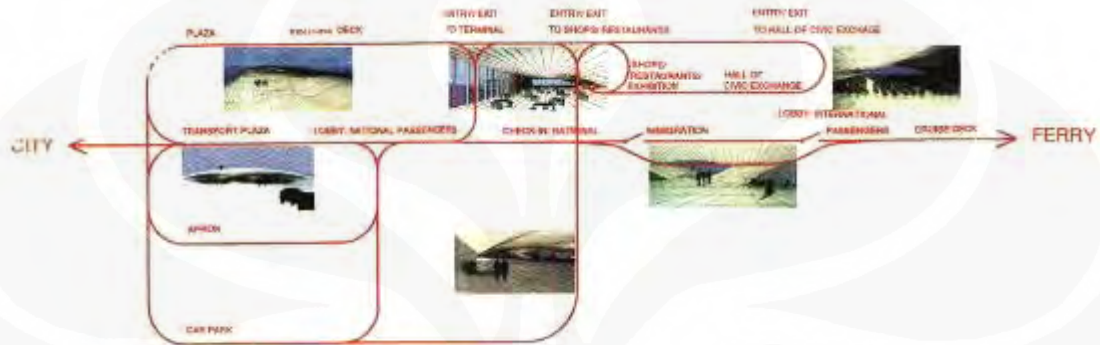 ENTRY/ EXIT
TO TERMINAL
ENTRY/ EXIT
TO SHOPS/ RESTAURANTS
ENTRY/ EXIT
TO HALL OF CIVIC EXCHAGE
PLAZA
DECK
SHOPS/
RESTAURANTS/
EXHIBITION
HALL OF
CIVIC EXCHANGE
LOBBY: INTERNATIONAL
PASSENGERS
TRANSPORT PLAZA
LOBBY: NATIONAL PASSENGERS
CHECK-IN: NATIONAL
IMMIGRATION
CRUISE DECK
CITY
FERRY
APRON
CAR PARK